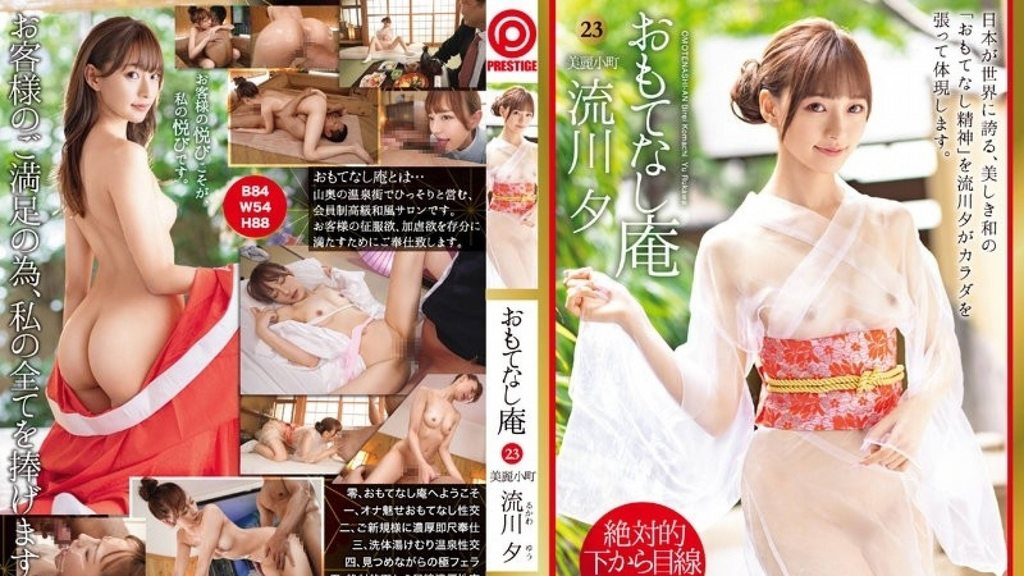 お客様のご満足の為、私の全てを捧げます
お客様の悦びこそが
私の悦びです。
B84
W54
H88
PRESTIGE
おもてなし庵とは…
山奥の温泉街でひっそりと営む、
会員制高級和風サロンです。
お客様の征服欲、加虐欲を存分に
満たすためにご奉仕致します。
零、おもてなし庵へようこそ
一、オナ魅せおもてなし性交
二、ご新規様に濃厚即尺奉仕
三、洗体湯けむり温泉性交
四、見つめながらの極フェラ
おもてなし庵
23
美麗小町
流川夕
るかわ
ゆう
23
おもてなし庵
OMOTENASHI-AN Birei Komachi Yu Rukawa
美麗小町
流川夕
日本が世界に誇る、美しき和の
「おもてなし精神」を流川夕がカラダを
張って体現します。
絶対的
下から目線